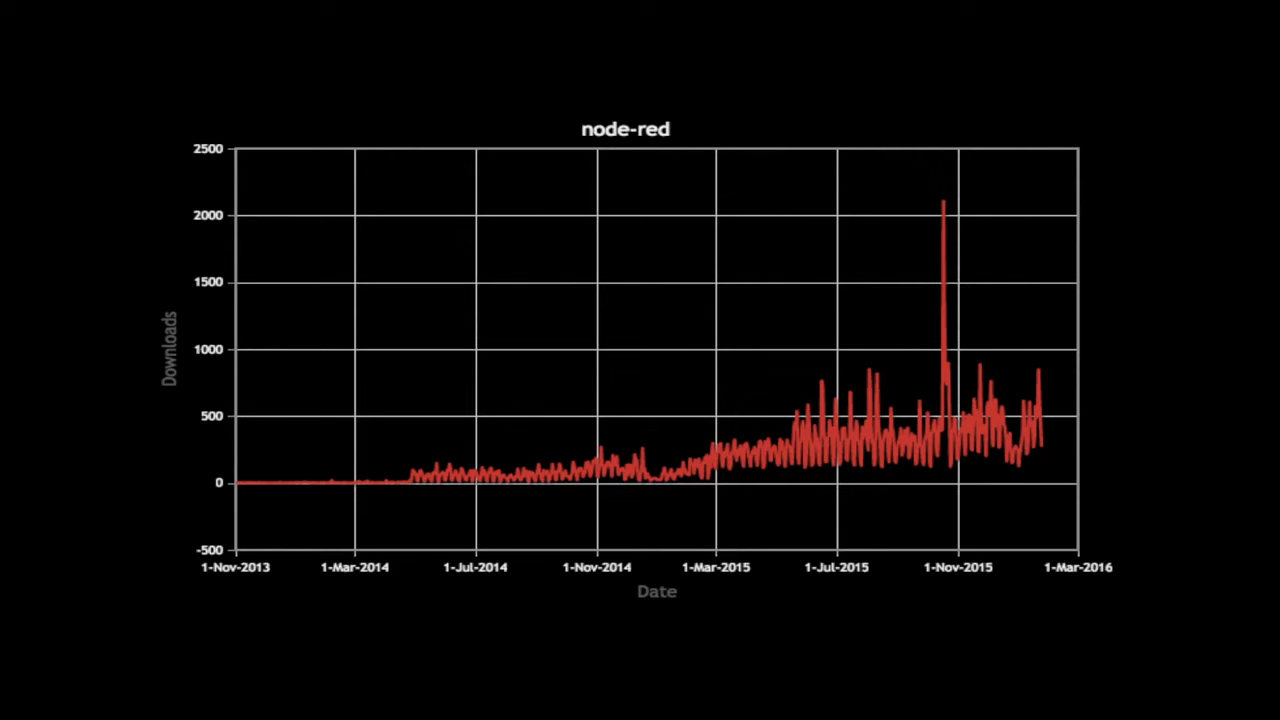 node-red
2500
2000
1500
1000
500
0
-500
Downloads
1-Nov-2013 1-Mar-2014 1-Jul-2014 1-Nov-2014 1-Mar-2015 1-Jul-2015 1-Nov-2015 1-Mar-2016
Date